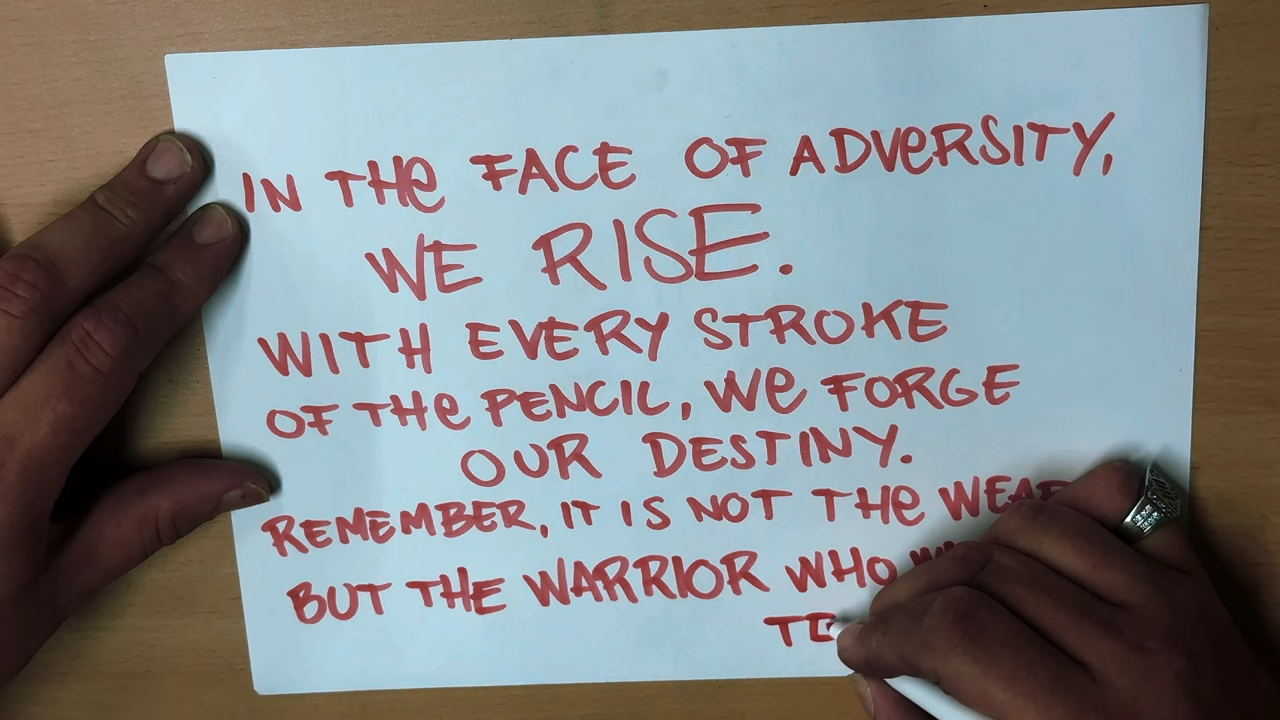 IN THE FACE OF ADVERSITY,
WE RISE.
WITH EVERY STROKE
OF THE PENCIL, WE FORGE
OUR DESTINY.
REMEMBER, IT IS NOT THE
BUT THE WARRIOR WHO